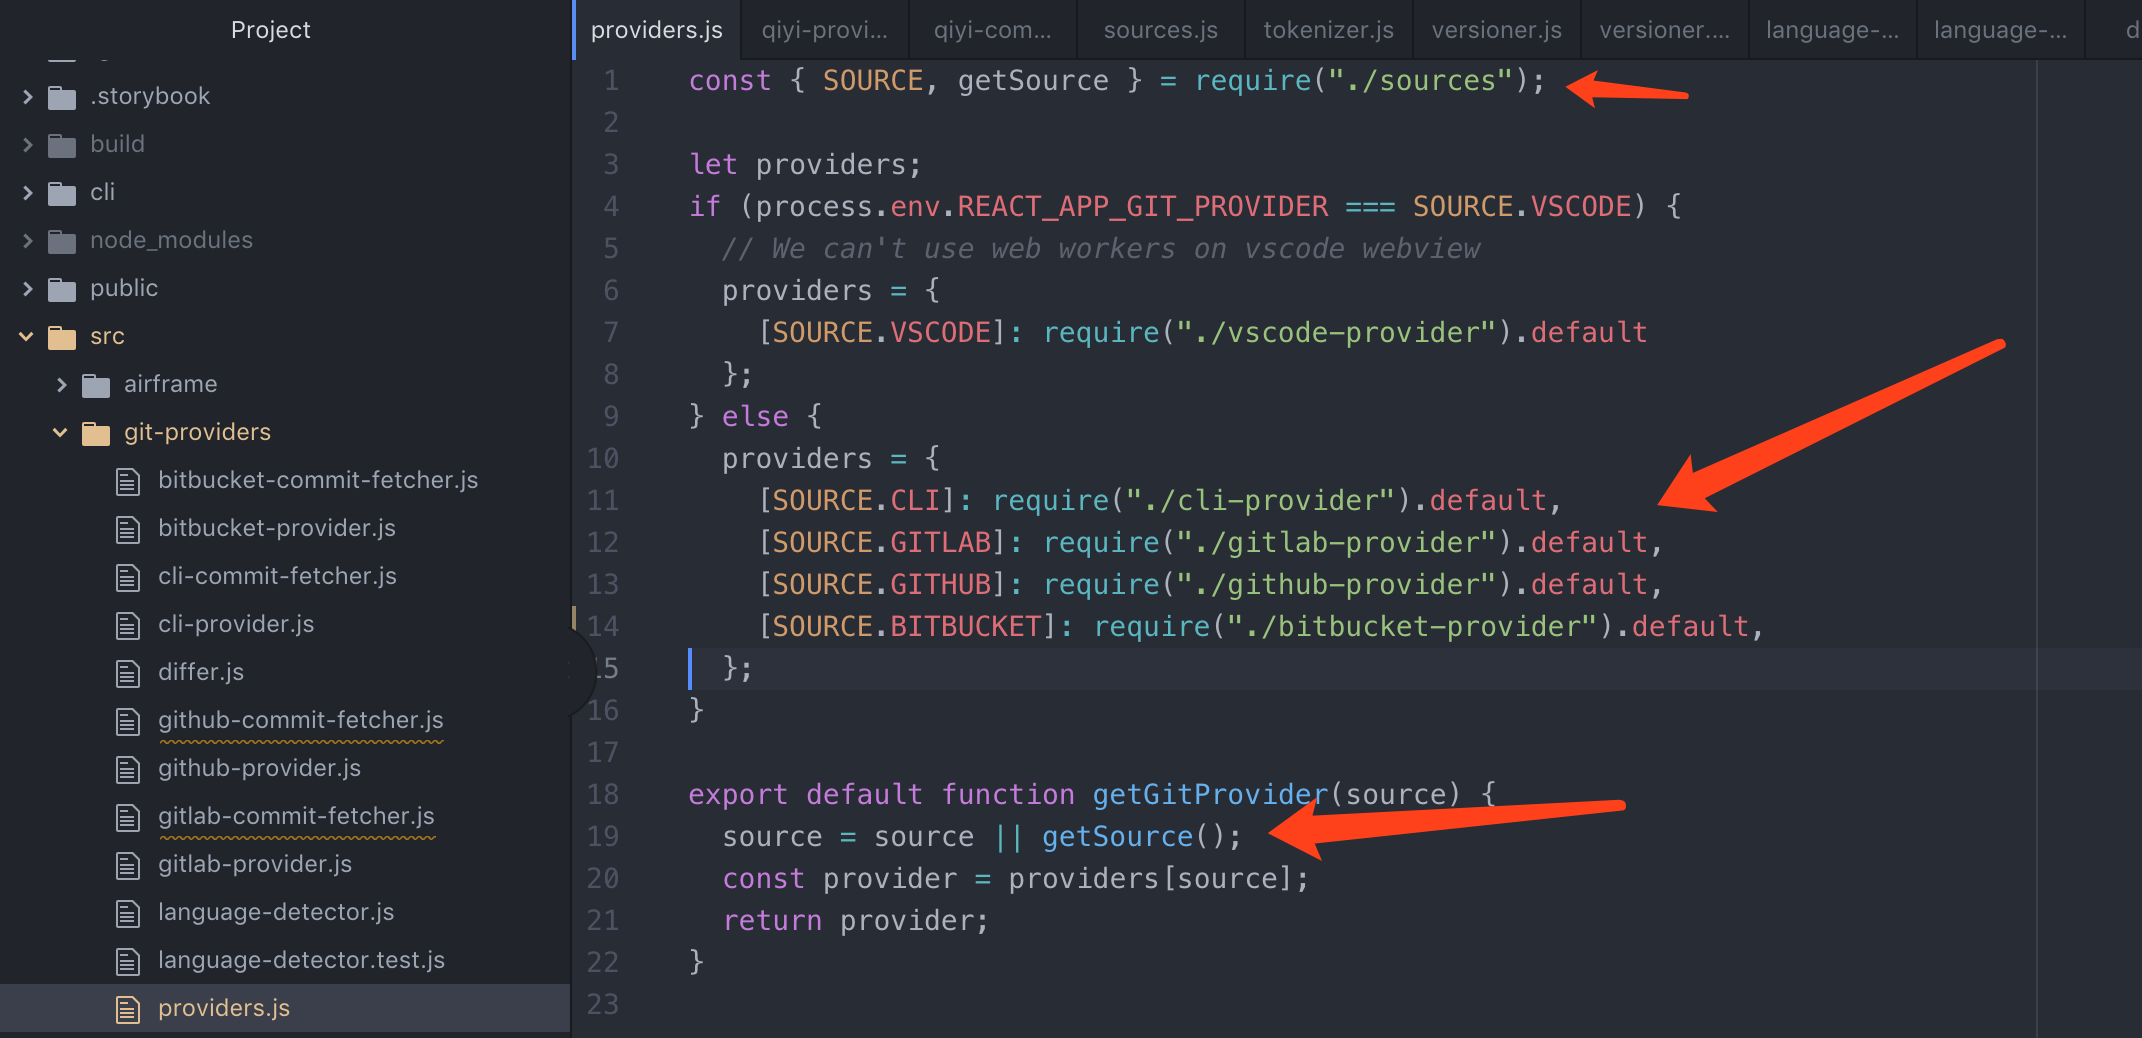 Project
.storybook
build
cli
node_modules
public
src
airframe
git-providers
bitbucket-commit-fetcher.js
bitbucket-provider.js
cli-commit-fetcher.js
cli-provider.js
differ.js
github-commit-fetcher.js
github-provider.js
gitlab-commit-fetcher.js
gitlab-provider.js
language-detector.js
language-detector.test.js
providers.js
providers.js qiyi-provi... qiyi-com... sources.js tokenizer.js versioner.js versioner.... language-... language-... d
1 const { SOURCE, getSource } = require("./sources");
2
3 let providers;
4 if (process.env.REACT_APP_GIT_PROVIDER === SOURCE.VSCODE) {
5   // We can't use web workers on vscode webview
6   providers = {
7     [SOURCE.VSCODE]: require("./vscode-provider").default
8   };
9 } else {
10   providers = {
11     [SOURCE.CLI]: require("./cli-provider").default,
12     [SOURCE.GITLAB]: require("./gitlab-provider").default,
13     [SOURCE.GITHUB]: require("./github-provider").default,
14     [SOURCE.BITBUCKET]: require("./bitbucket-provider").default,
15   };
16 }
17
18 export default function getGitProvider(source) {
19   source = source || getSource();
20   const provider = providers[source];
21   return provider;
22 }
23